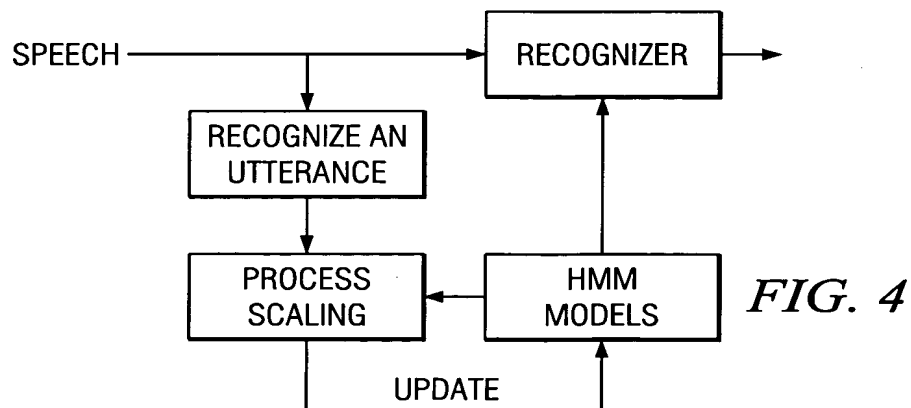 SPEECH
RECOGNIZER
RECOGNIZE AN
UTTERANCE
PROCESS
SCALING
HMM
MODELS
FIG. 4
UPDATE